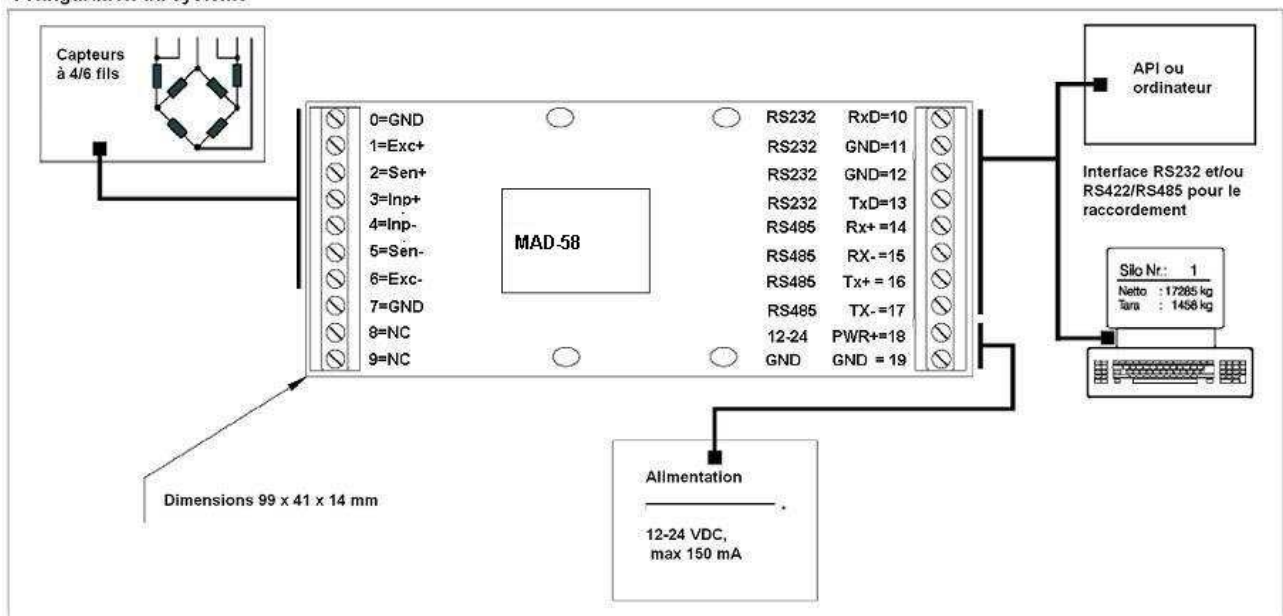 Capteurs
à 4/6 fils
0=GND
1=Exc+
2=Sen+
3=Inp+
4=Inp-
5=Sen-
6=Exc-
7=GND
8=NC
9=NC
MAD-58
RS232 RxD=10
RS232 GND=11
RS232 GND=12
RS232 TxD=13
RS485 Rx+ =14
RS485 RX- =15
RS485 Tx+ = 16
RS485 TX- =17
12-24 PWR+=18
GND GND = 19
API ou
ordinateur
Interface RS232 et/ou
RS422/RS485 pour le
raccordement
Silo Nr.: 1
Netto : 17285 kg
Tara : 1458 kg
Dimensions 99 x 41 x 14 mm
Alimentation
12-24 VDC,
max 150 mA